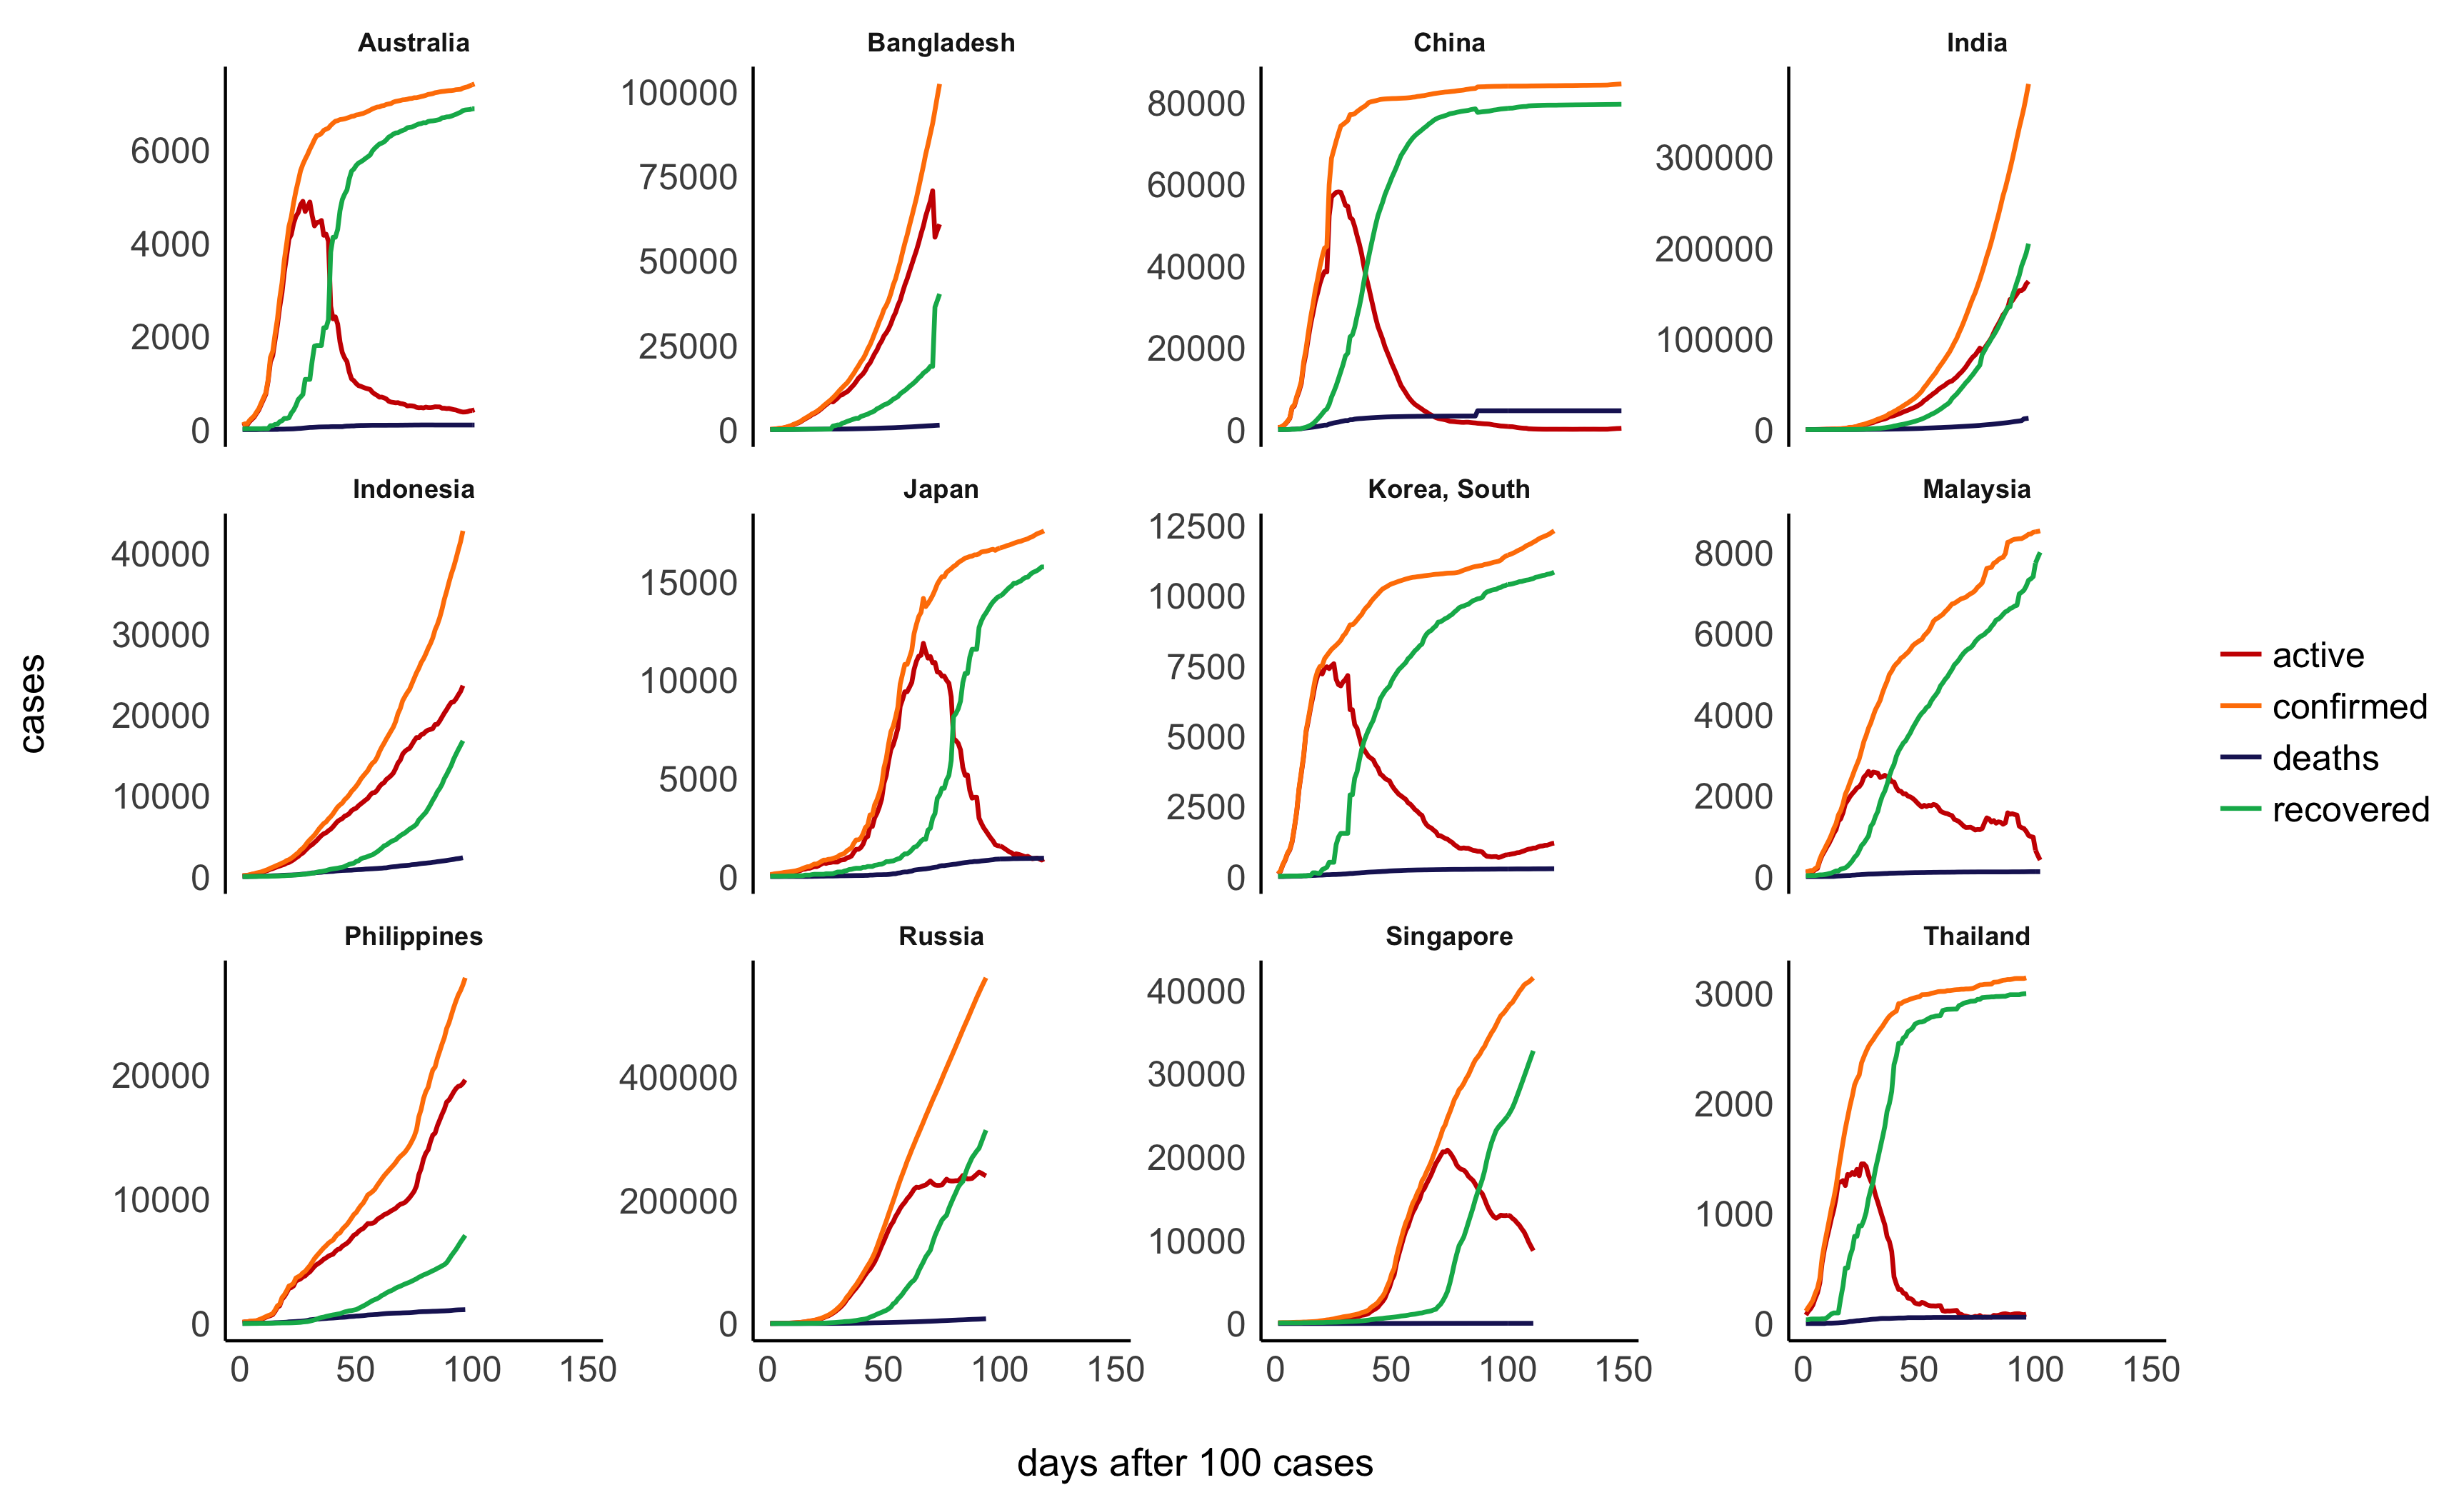 Australia
Bangladesh
China
India
6000
4000
2000
0
100000
75000
50000
25000
0
80000
60000
40000
20000
0
300000
200000
100000
0
Indonesia
Japan
Korea, South
Malaysia
40000
30000
20000
10000
0
15000
10000
5000
0
12500
10000
7500
5000
2500
0
8000
6000
4000
2000
0
Philippines
Russia
Singapore
Thailand
20000
10000
0
400000
200000
0
40000
30000
20000
10000
0
3000
2000
1000
0
0 50 100 150
0 50 100 150
0 50 100 150
0 50 100 150
cases
days after 100 cases
active
confirmed
deaths
recovered